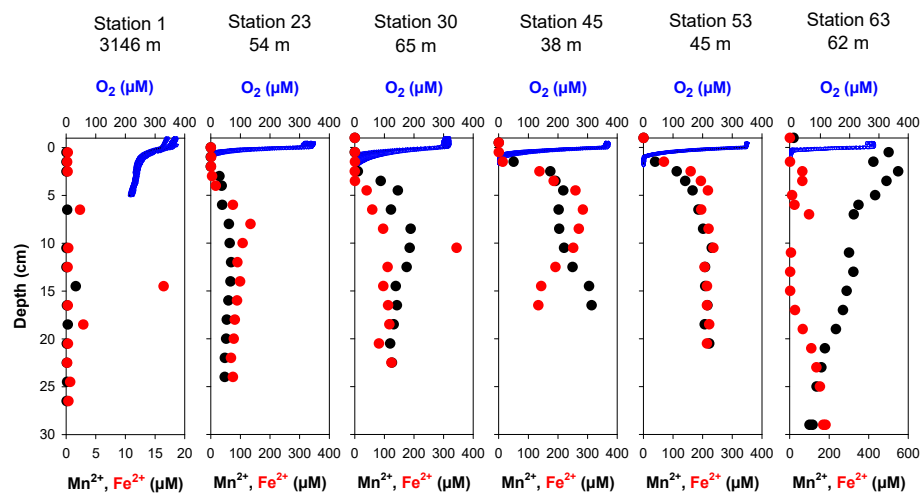 Station 1 Station 23 Station 30 Station 45 Station 53 Station 63
3146 m 54 m 65 m 38 m 45 m 62 m
O₂ (µM) O₂ (µM) O₂ (µM) O₂ (µM) O₂ (µM) O₂ (µM)
0 100 200 300 400 0 100 200 300 400 0 100 200 300 400 0 100 200 300 400 0 100 200 300 400 0 100 200 300 400
0
5
10
15
20
25
30
Depth (cm)
0 5 10 15 20 0 100 200 300 400 0 100 200 300 400 0 100 200 300 400 0 100 200 300 400 0 200 400 600
Mn²⁺, Fe²⁺ (µM) Mn²⁺, Fe²⁺ (µM) Mn²⁺, Fe²⁺ (µM) Mn²⁺, Fe²⁺ (µM) Mn²⁺, Fe²⁺ (µM) Mn²⁺, Fe²⁺ (µM)